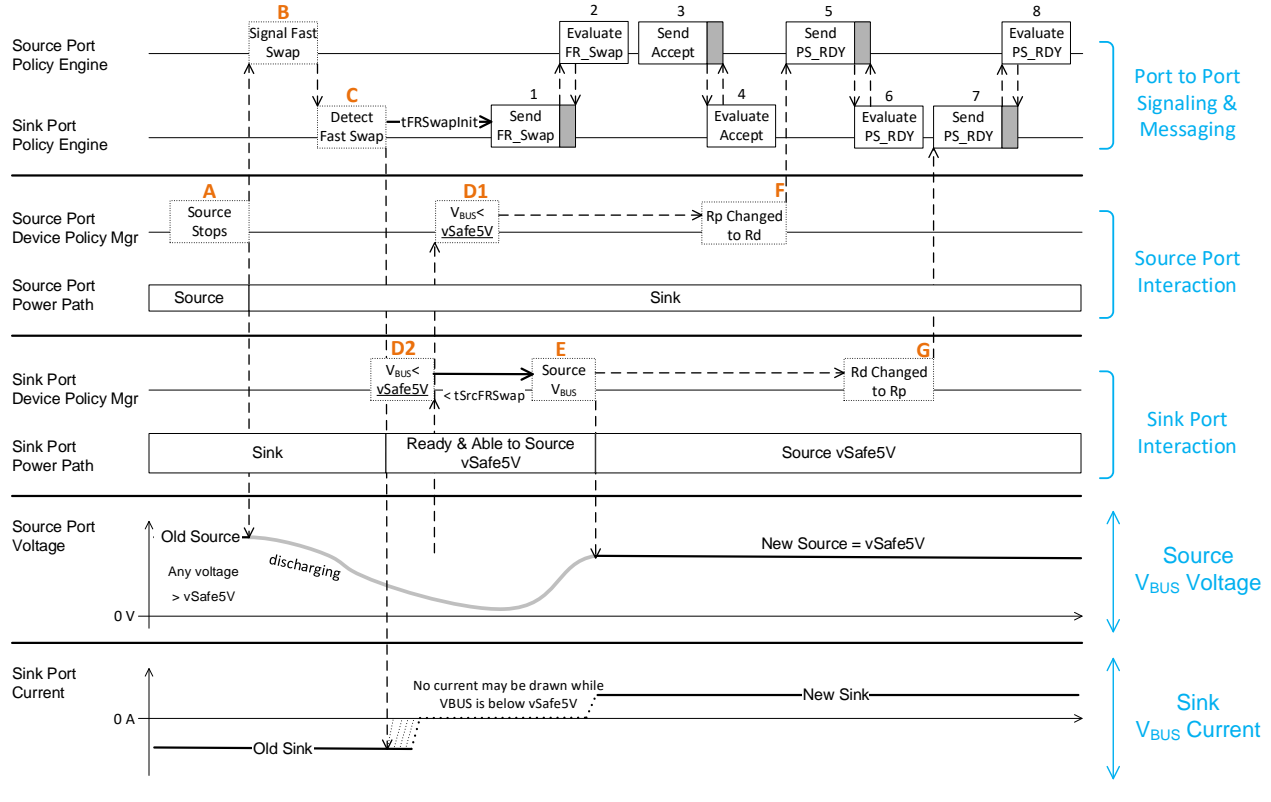 B
2
3
5
8
Source Port
Policy Engine
Signal Fast
Swap
Evaluate
FR_Swap
Send
Accept
Send
PS_RDY
Evaluate
PS_RDY
C
1
4
6
7
Sink Port
Policy Engine
Detect
Fast Swap
tFRSwapInit
Send
FR_Swap
Evaluate
Accept
Evaluate
PS_RDY
Send
PS_RDY
Port to Port
Signaling &
Messaging
A
D1
F
Source Port
Device Policy Mgr
Source
Stops
VBUS<
vSafe5V
Rp Changed
to Rd
Source Port
Power Path
Source
Sink
Source Port
Interaction
D2
E
G
Sink Port
Device Policy Mgr
VBUS<
vSafe5V
< tSrcFRSwap
Source
VBUS
Rd Changed
to Rp
Sink Port
Power Path
Sink
Ready & Able to Source
vSafe5V
Source vSafe5V
Sink Port
Interaction
Source Port
Voltage
Old Source
discharging
New Source = vSafe5V
Any voltage
> vSafe5V
0 V
Source
VBUS Voltage
Sink Port
Current
No current may be drawn while
VBUS is below vSafe5V
New Sink
0 A
Old Sink
Sink
VBUS Current